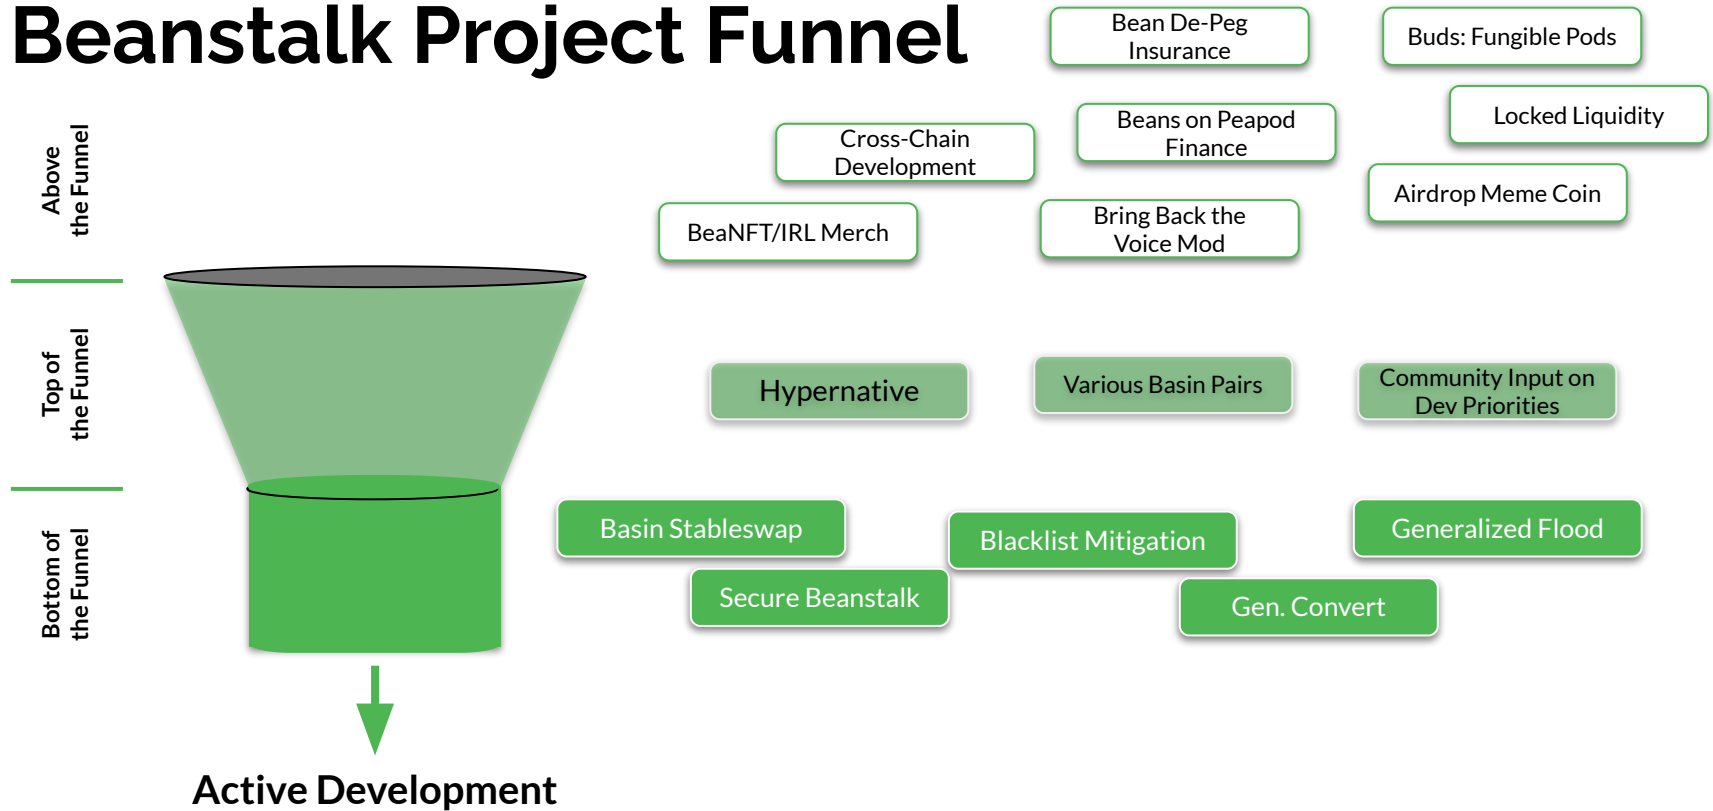 Beanstalk Project Funnel
Bean De-Peg
Insurance
Buds: Fungible Pods
Locked Liquidity
Beans on Peapod
Finance
Cross-Chain
Development
Airdrop Meme Coin
BeaNFT/IRL Merch
Bring Back the
Voice Mod
Above
the Funnel
Top of
the Funnel
Hypernative
Various Basin Pairs
Community Input on
Dev Priorities
Bottom of
the Funnel
Basin Stableswap
Blacklist Mitigation
Generalized Flood
Secure Beanstalk
Gen. Convert
Active Development